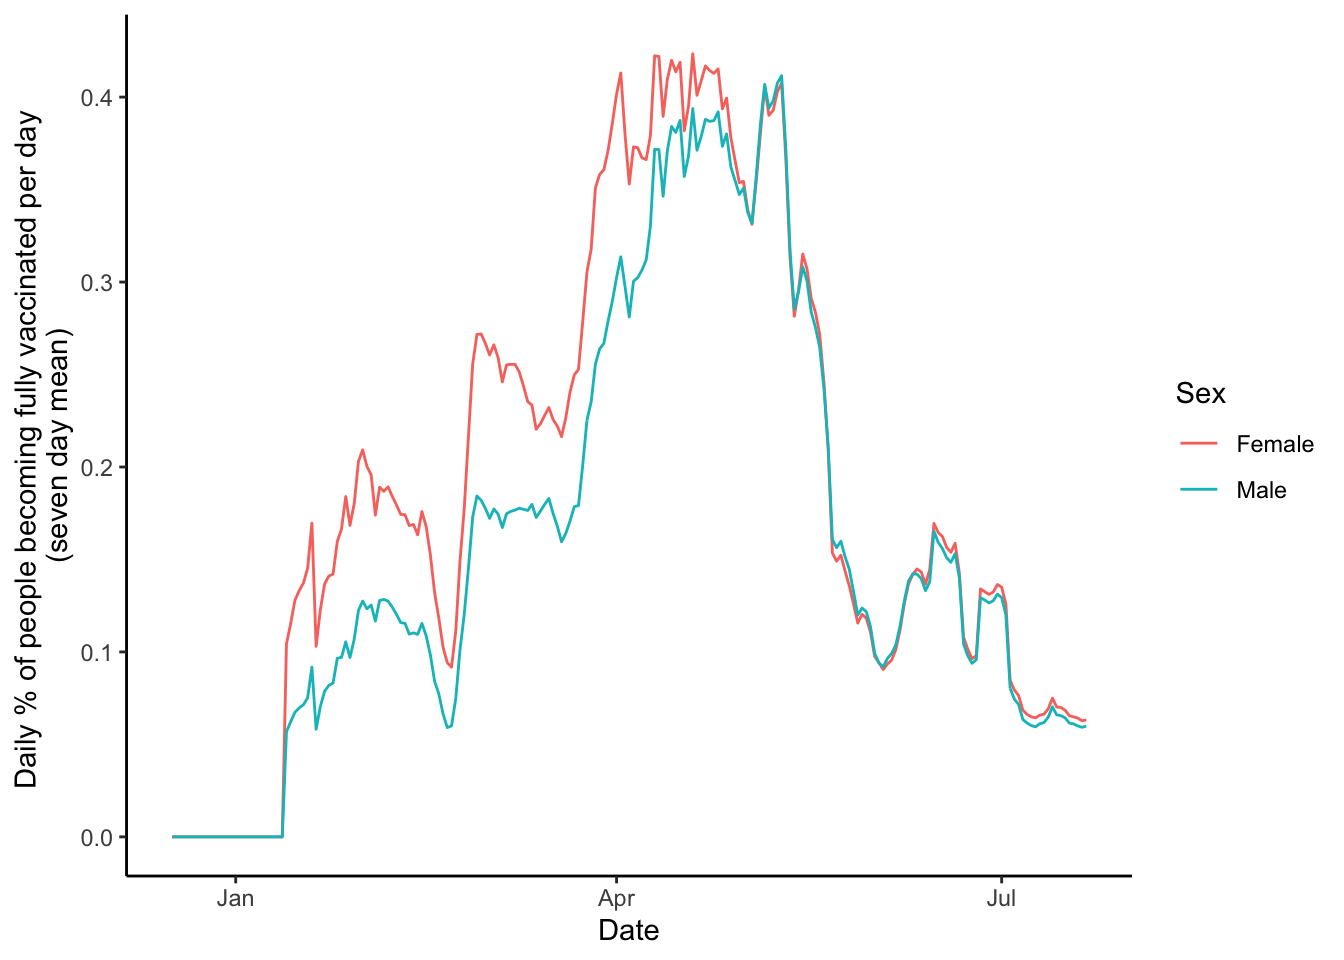 Daily % of people becoming fully vaccinated per day
(seven day mean)
0.4
0.3
0.2
0.1
0.0
Jan
Apr
Jul
Date
Sex
Female
Male